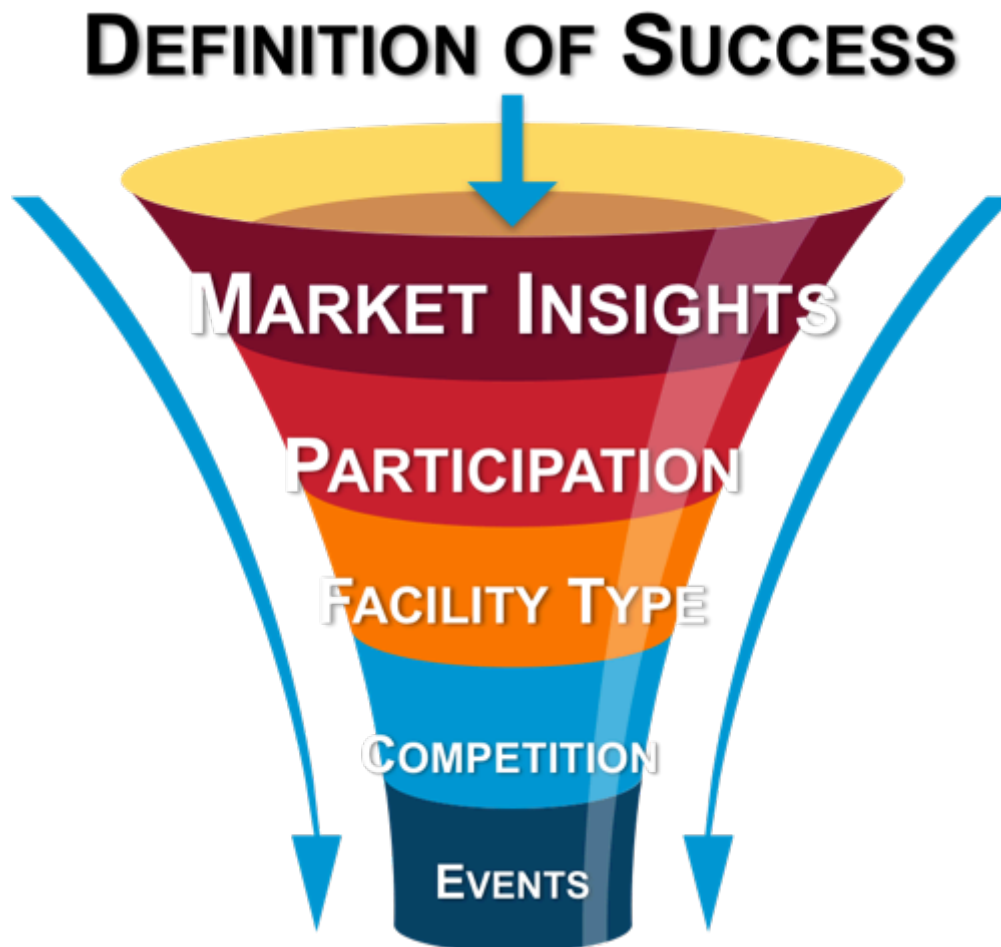 DEFINITION OF SUCCESS
MARKET INSIGHTS
PARTICIPATION
FACILITY TYPE
COMPETITION
EVENTS